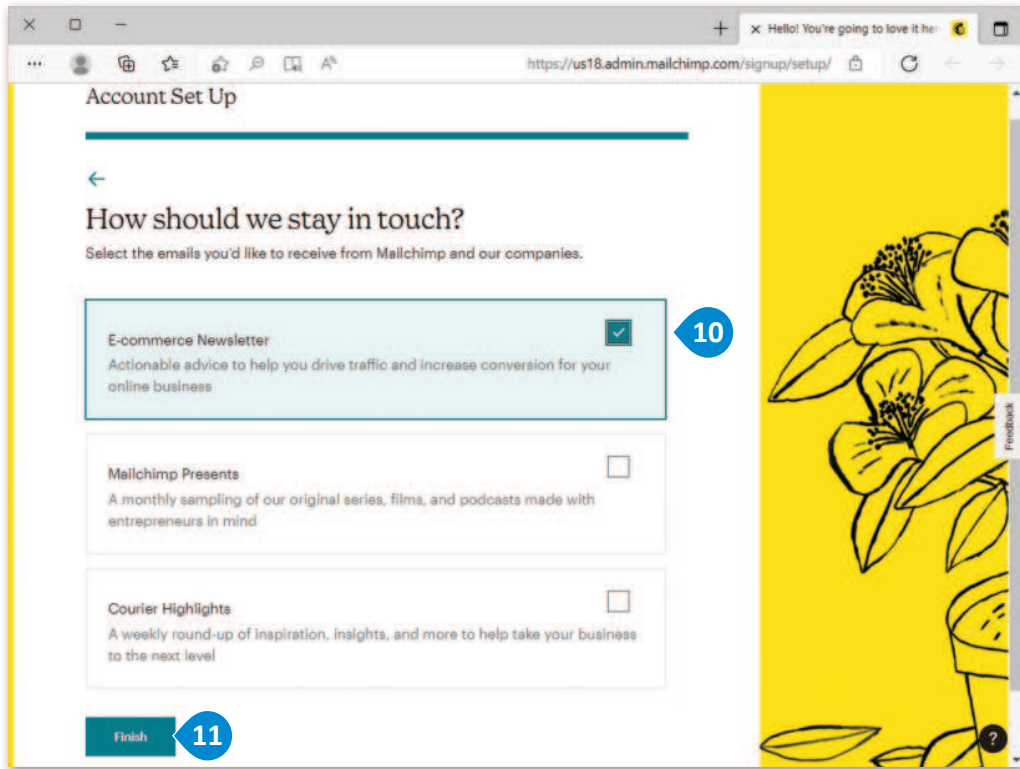 Hello! You're going to love it her
https://us18.admin.mailchimp.com/signup/setup/
Account Set Up
How should we stay in touch?
Select the emails you'd like to receive from Mailchimp and our companies.
E-commerce Newsletter
Actionable advice to help you drive traffic and increase conversion for your
online business
10
Mailchimp Presents
A monthly sampling of our original series, films, and podcasts made with
entrepreneurs in mind
Feedback
Courier Highlights
A weekly round-up of inspiration, insights, and more to help take your business
to the next level
Finish
11
?